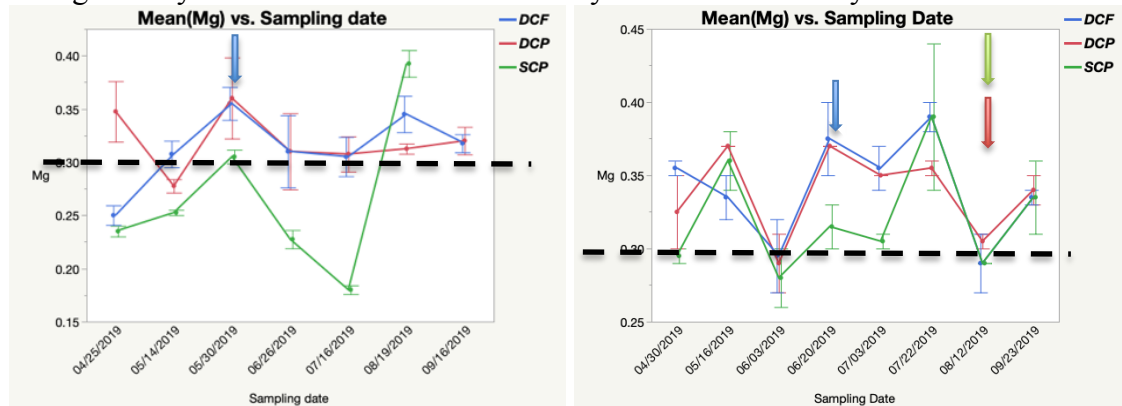 Mean(Mg) vs. Sampling date
DCF
DCP
SCP
0.40
0.35
0.30
0.25
0.20
0.15
Mg
04/25/2019
05/14/2019
05/30/2019
06/26/2019
07/16/2019
08/19/2019
09/16/2019
Sampling date
Mean(Mg) vs. Sampling Date
DCF
DCP
SCP
0.45
0.40
0.35
0.30
0.25
Mg
04/30/2019
05/16/2019
06/03/2019
06/20/2019
07/03/2019
07/22/2019
08/12/2019
09/23/2019
Sampling Date